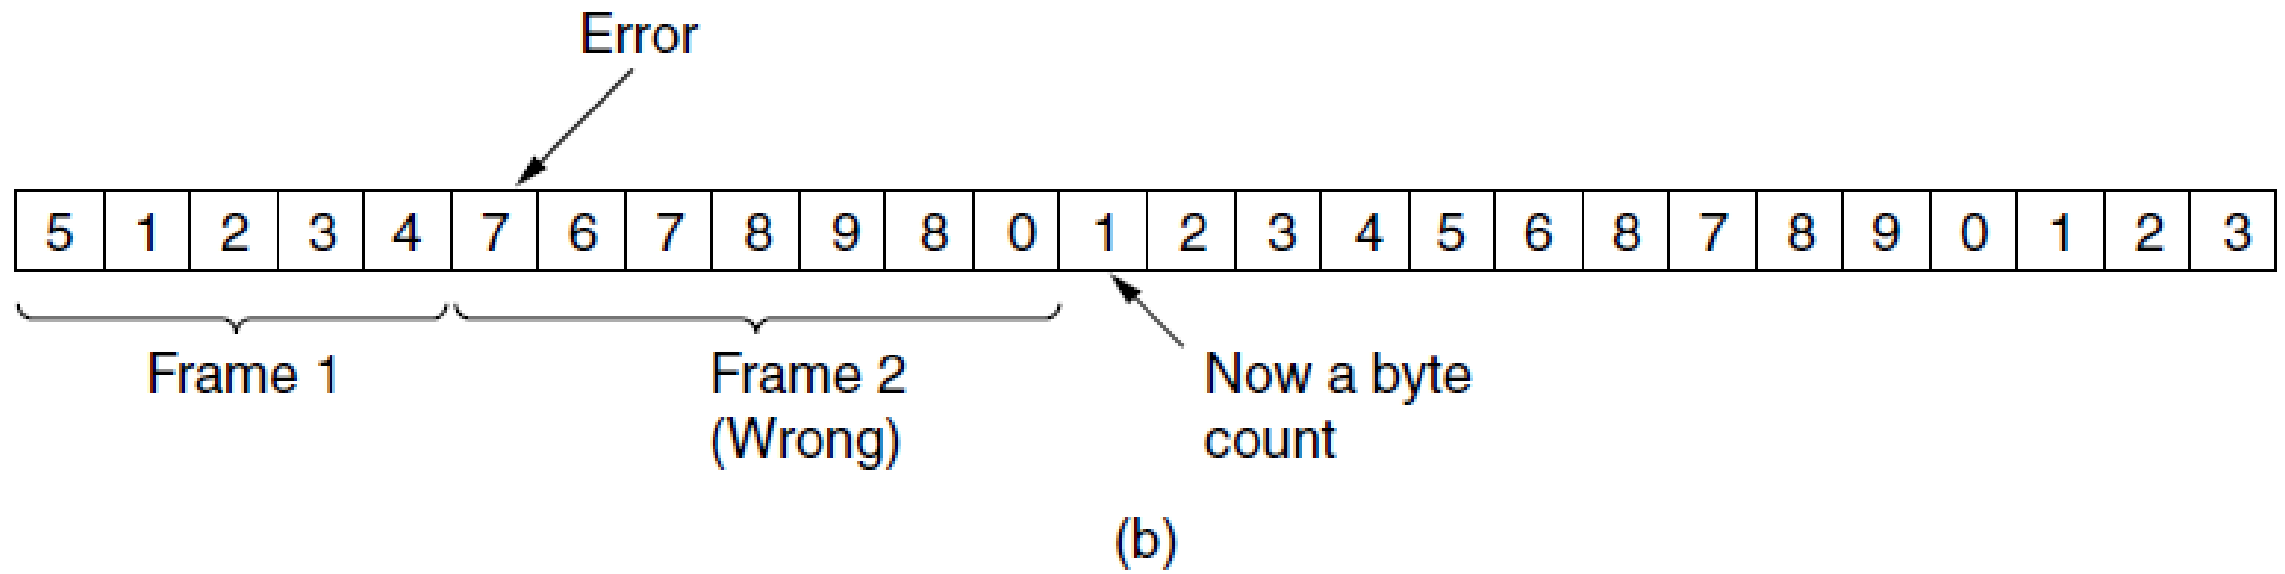 Error
5 1 2 3 4 7 6 7 8 9 8 0 1 2 3 4 5 6 8 7 8 9 0 1 2 3
Frame 1
Frame 2
(Wrong)
Now a byte
count
(b)